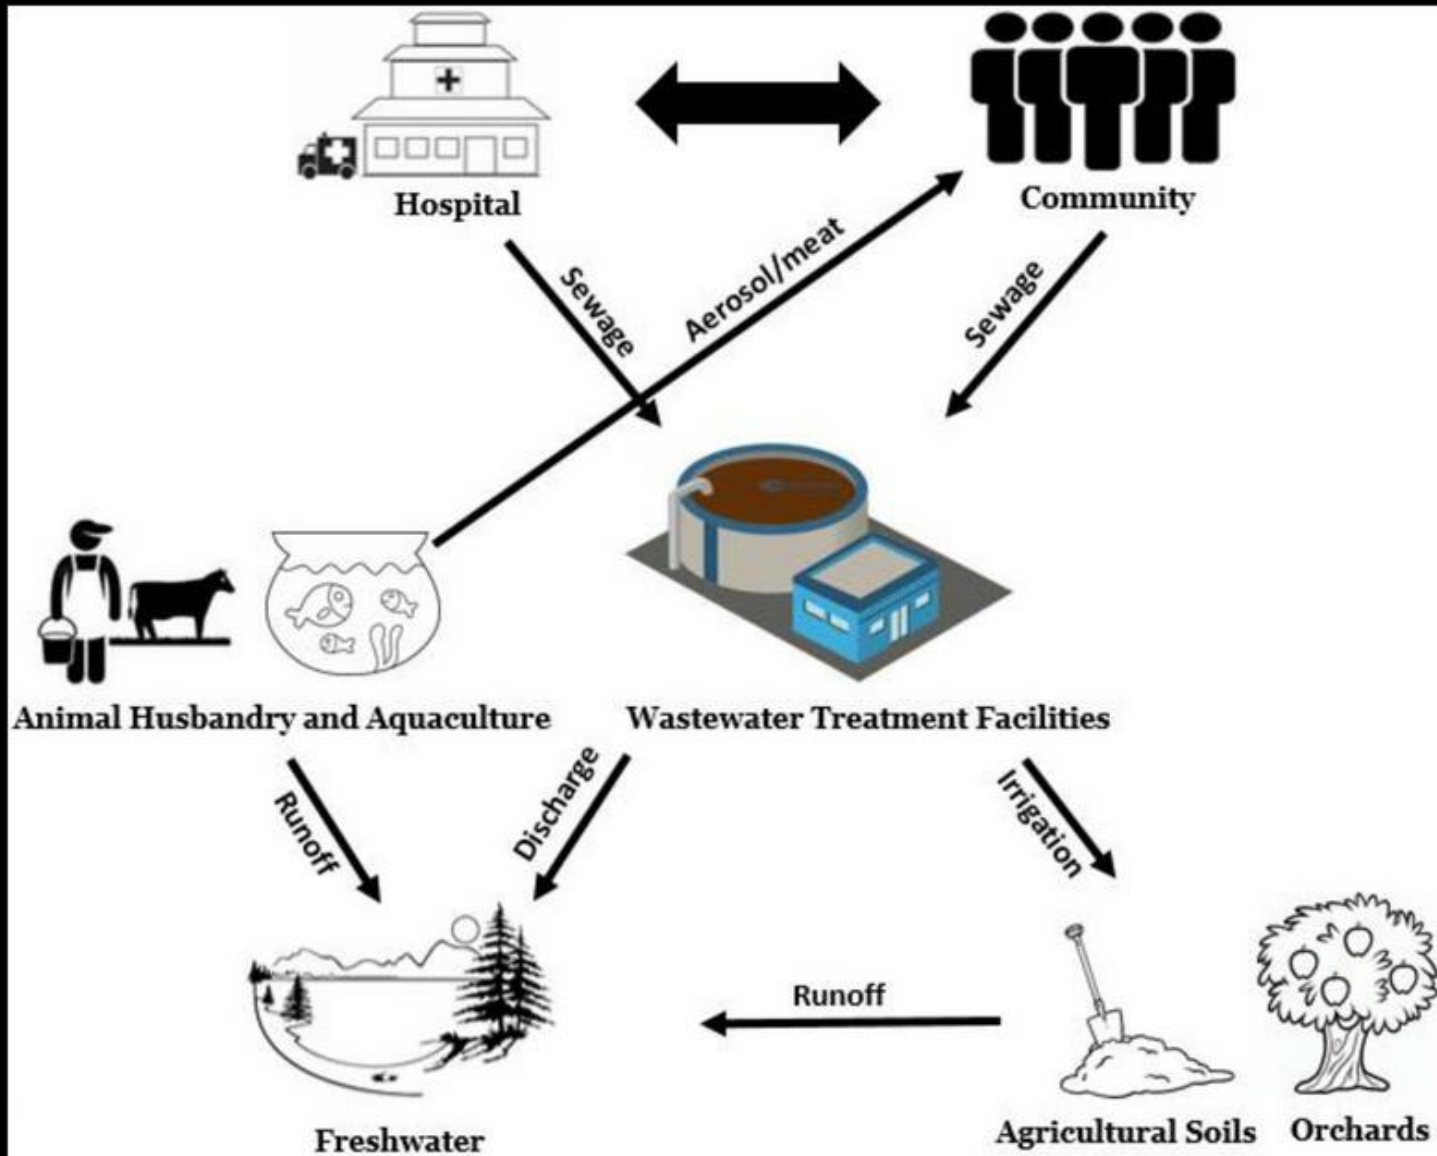 Hospital
Community
Sewage
Aerosol/meat
Sewage
Animal Husbandry and Aquaculture
Wastewater Treatment Facilities
Runoff
Discharge
Irrigation
Runoff
Freshwater
Agricultural Soils
Orchards